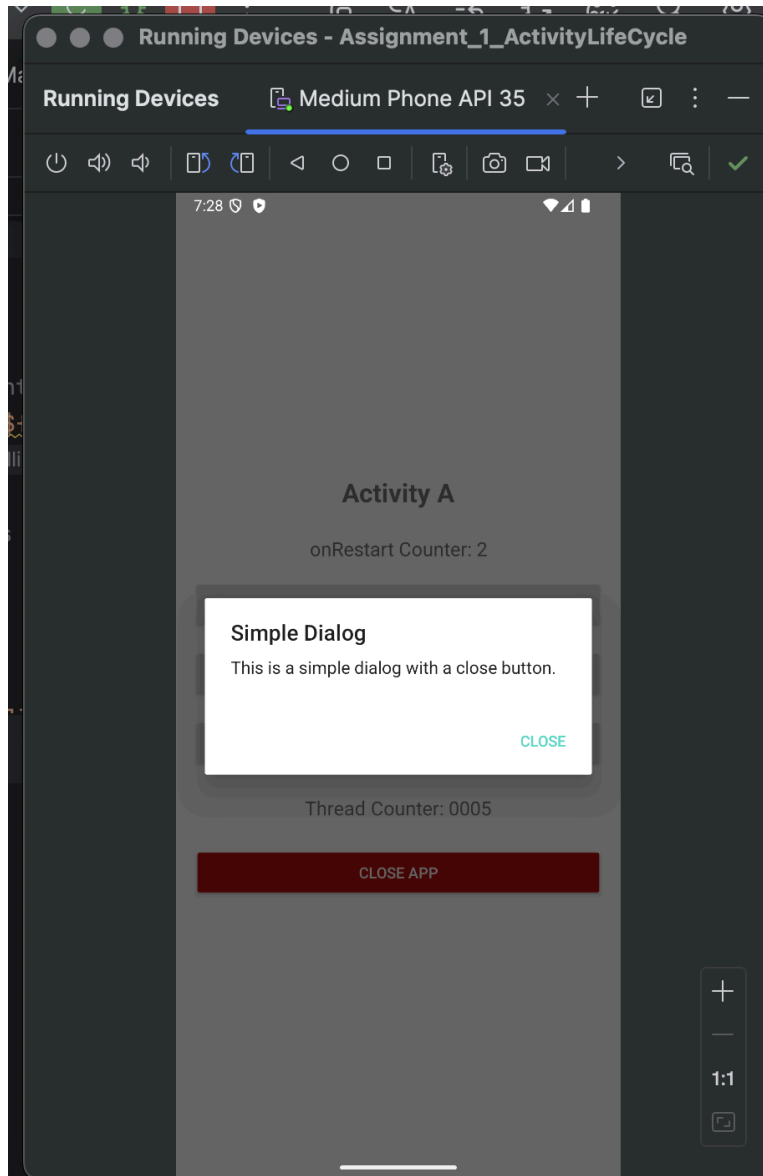 Running Devices - Assignment_1_ActivityLifeCycle
Running Devices Medium Phone API 35
7:28
Activity A
onRestart Counter: 2
Simple Dialog
This is a simple dialog with a close button.
CLOSE
Thread Counter: 0005
CLOSE APP
1:1